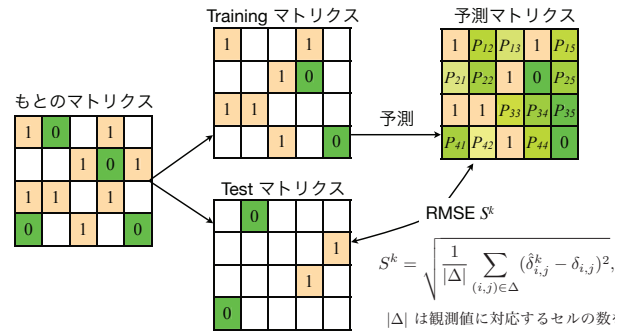 もとのマトリクス
1 0 1
1 0 1
1 1 1
0 1 0
Training マトリクス
1 1
1 0
1 1
1 0
予測
予測マトリクス
1 P12 P13 1 P15
P21 P22 1 0 P25
1 1 P33 P34 P35
P41 P42 1 P44 0
Test マトリクス
0
1
1
0
RMSE S^k
S^k = √(1/|Δ| ∑_{(i,j)∈Δ} (δ̂^k_{i,j} − δ_{i,j})^2),
|Δ| は観測値に対応するセルの数